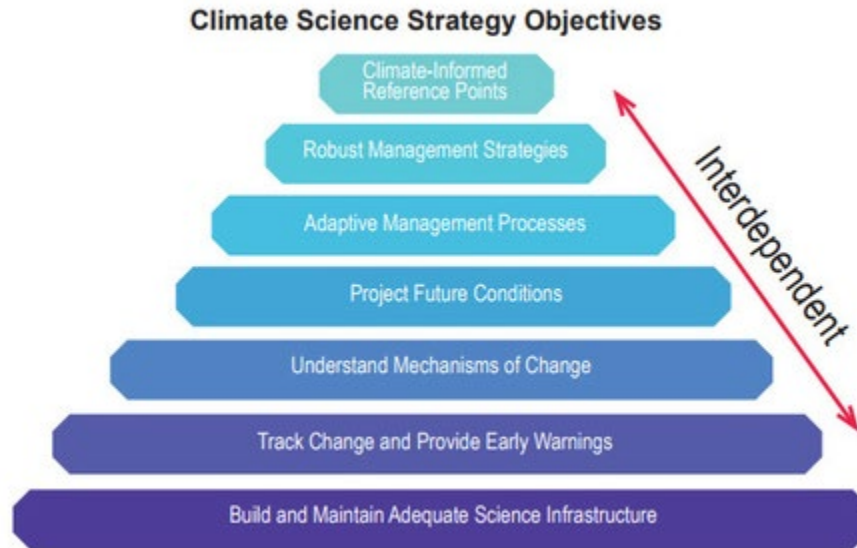 Climate Science Strategy Objectives
Climate-Informed
Reference Points
Robust Management Strategies
Adaptive Management Processes
Project Future Conditions
Understand Mechanisms of Change
Track Change and Provide Early Warnings
Build and Maintain Adequate Science Infrastructure
Interdependent